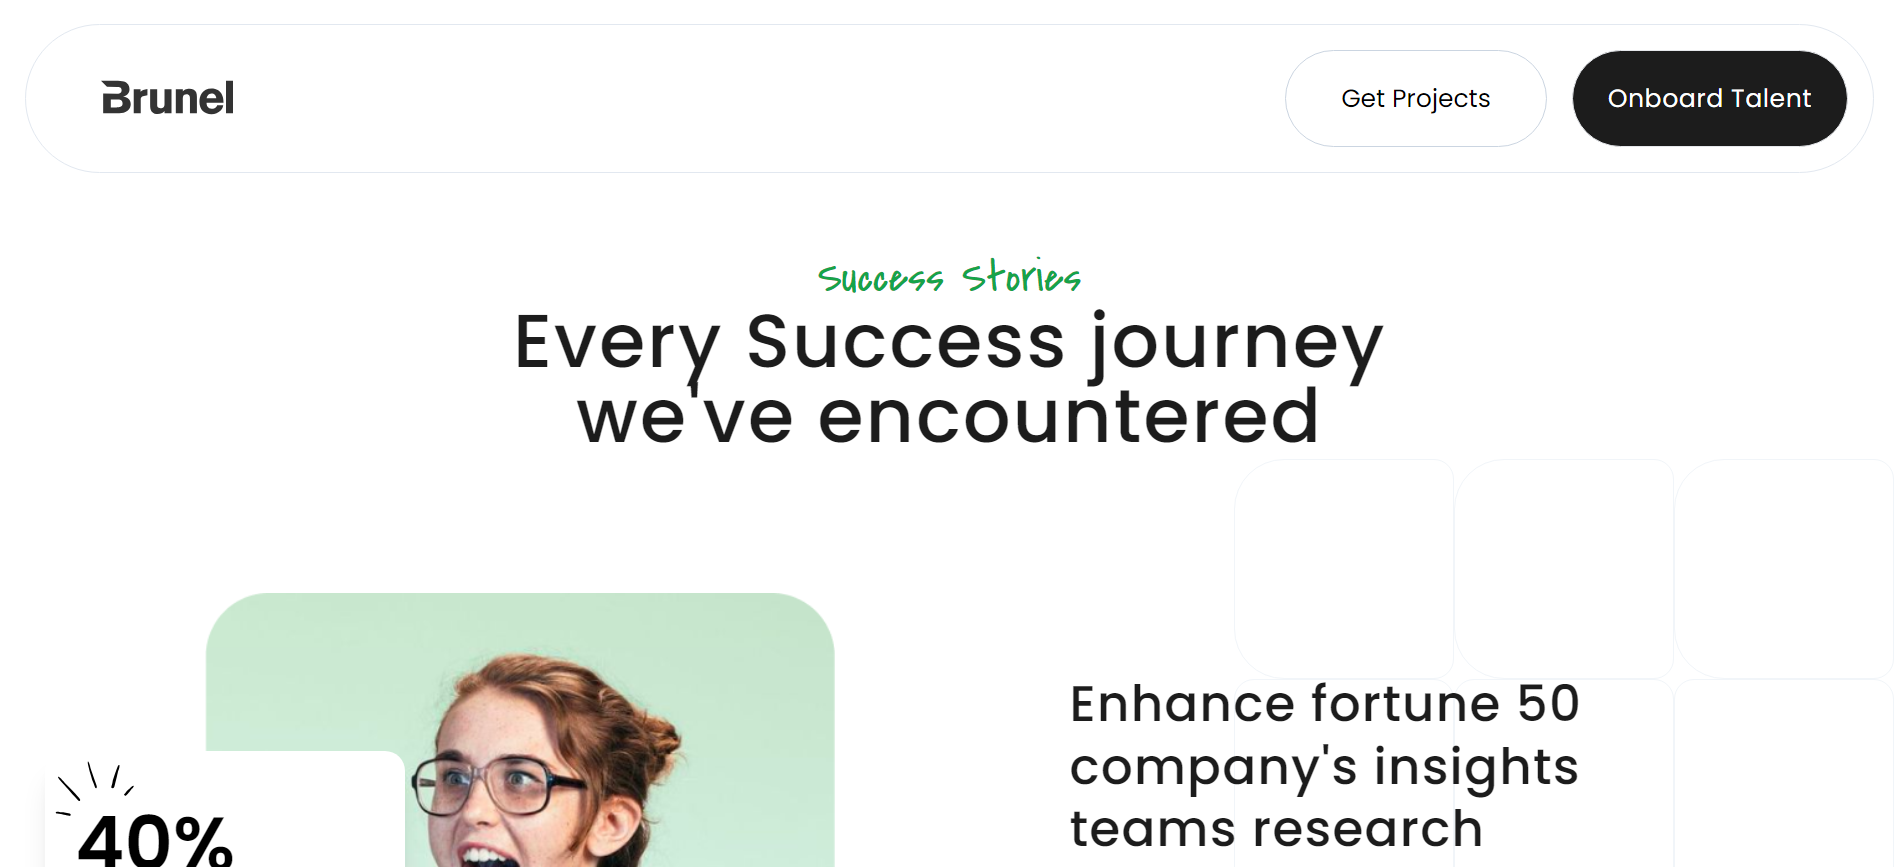 Brunel
Get Projects
Onboard Talent
Success Stories
Every Success journey
we've encountered
Enhance fortune 50
company's insights
teams research
40%